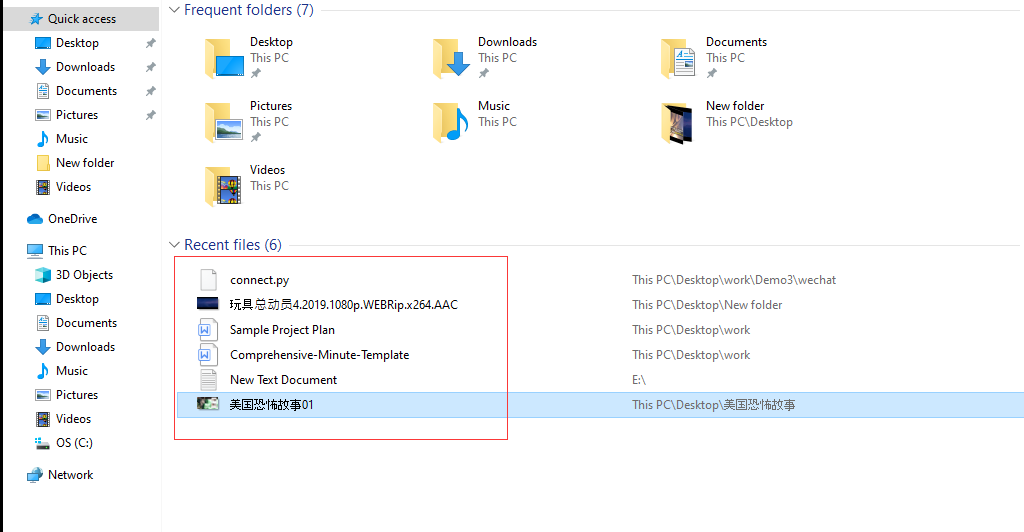 Quick access
Desktop
Downloads
Documents
Pictures
Music
New folder
Videos
OneDrive
This PC
3D Objects
Desktop
Documents
Downloads
Music
Pictures
Videos
OS (C:)
Network
Frequent folders (7)
Desktop
This PC
Downloads
This PC
Documents
This PC
Pictures
This PC
Music
This PC
New folder
This PC\Desktop
Videos
This PC
Recent files (6)
connect.py This PC\Desktop\work\Demo3\wechat
玩具总动员4.2019.1080p.WEBRip.x264.AAC This PC\Desktop\New folder
Sample Project Plan This PC\Desktop\work
Comprehensive-Minute-Template This PC\Desktop\work
New Text Document E:\
美国恐怖故事01 This PC\Desktop\美国恐怖故事